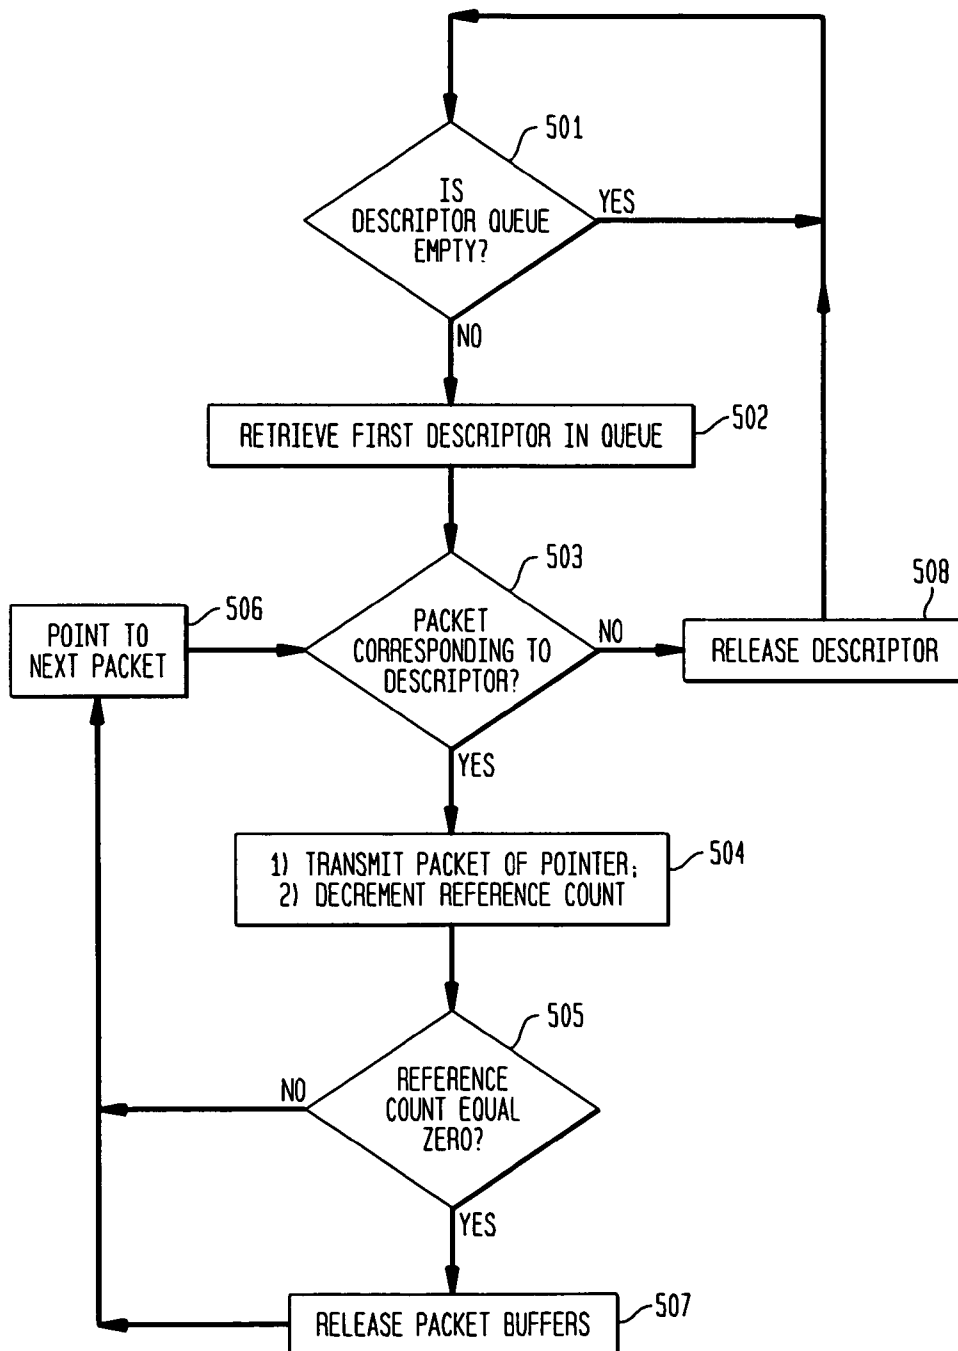 501
IS
DESCRIPTOR QUEUE
EMPTY?
YES
NO
RETRIEVE FIRST DESCRIPTOR IN QUEUE
502
503
PACKET
CORRESPONDING TO
DESCRIPTOR?
NO
YES
506
POINT TO
NEXT PACKET
508
RELEASE DESCRIPTOR
1) TRANSMIT PACKET OF POINTER;
2) DECREMENT REFERENCE COUNT
504
505
REFERENCE
COUNT EQUAL
ZERO?
NO
YES
RELEASE PACKET BUFFERS
507